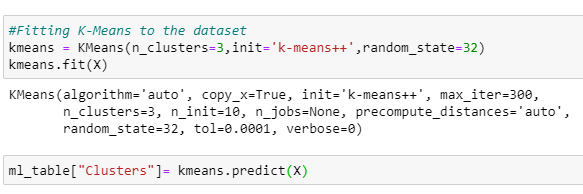 #Fitting K-Means to the dataset
kmeans = KMeans(n_clusters=3,init='k-means++',random_state=32)
kmeans.fit(X)
KMeans(algorithm='auto', copy_x=True, init='k-means++', max_iter=300,
n_clusters=3, n_init=10, n_jobs=None, precompute_distances='auto',
random_state=32, tol=0.0001, verbose=0)
ml_table["Clusters"]= kmeans.predict(X)